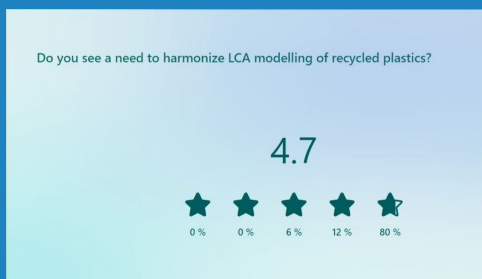 Do you see a need to harmonize LCA modelling of recycled plastics?
4.7
0 % 0 % 6 % 12 % 80 %